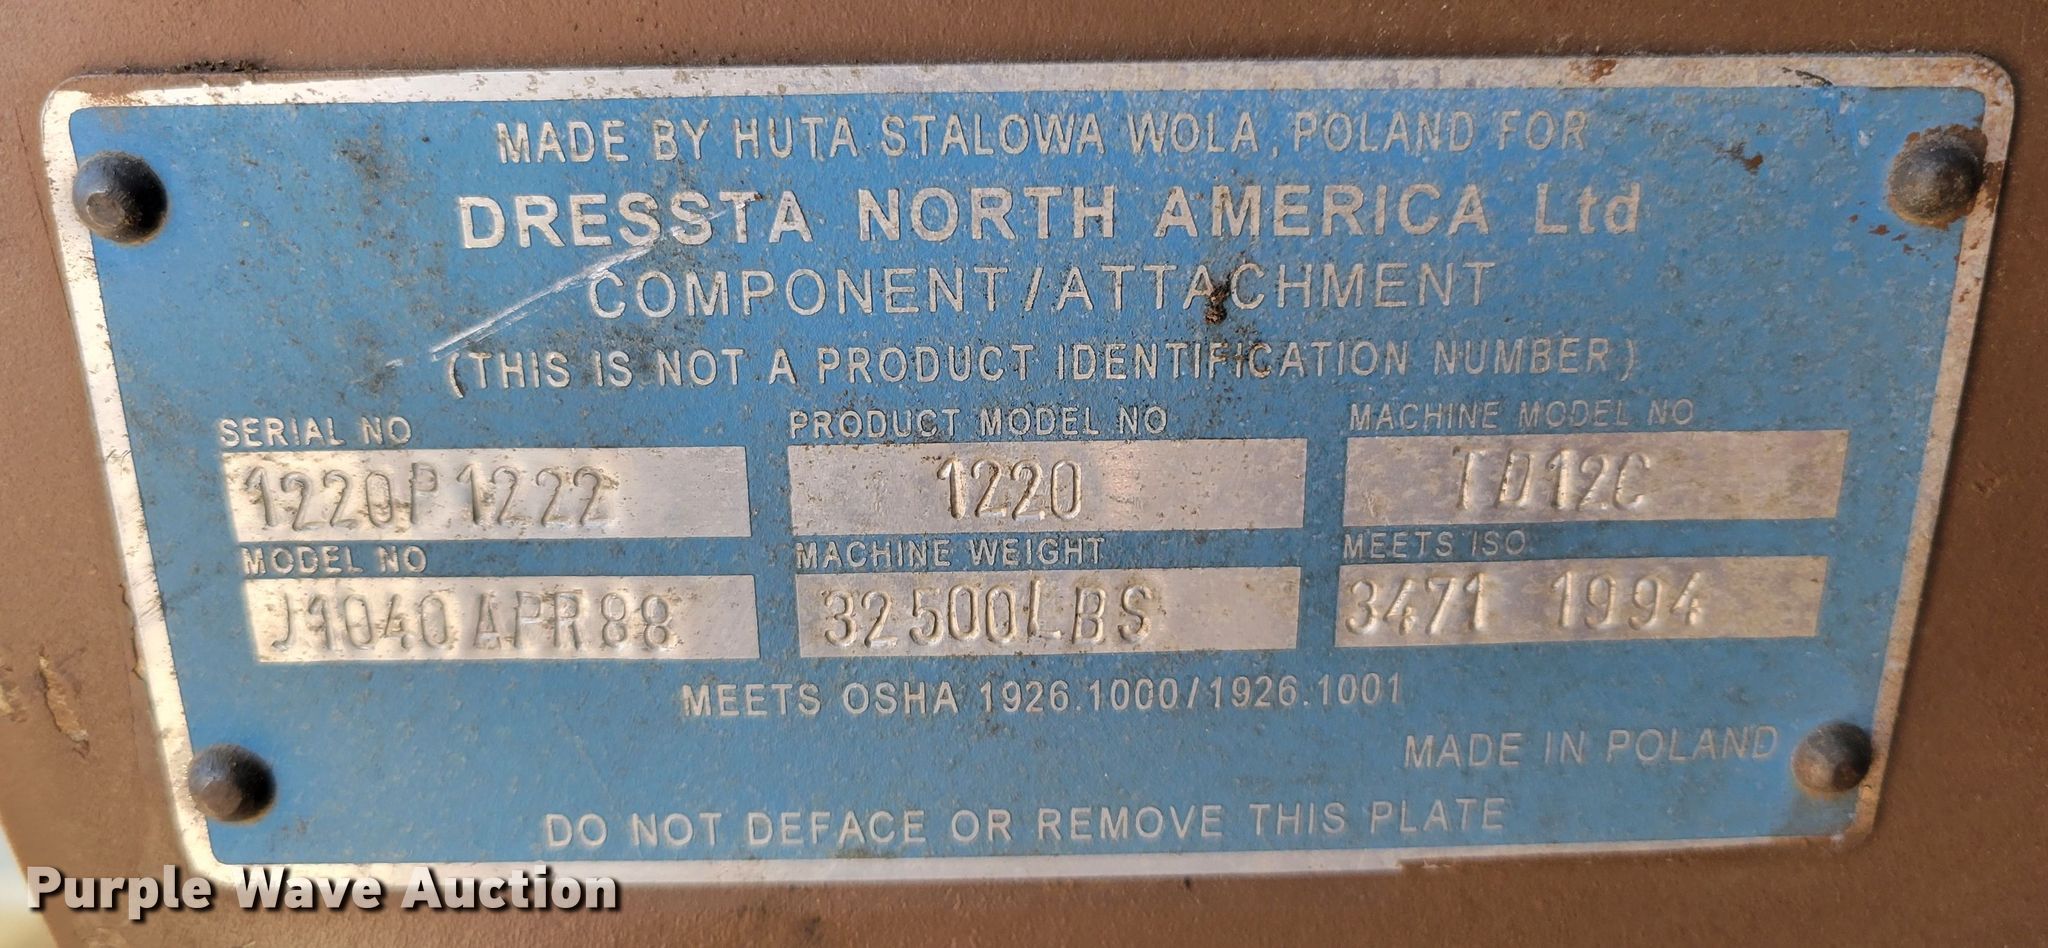 MADE BY HUTA STALOWA WOLA, POLAND FOR
DRESSTA NORTH AMERICA Ltd
COMPONENT/ATTACHMENT
(THIS IS NOT A PRODUCT IDENTIFICATION NUMBER)
SERIAL NO PRODUCT MODEL NO MACHINE MODEL NO
1220P1222 1220 TD12C
MODEL NO MACHINE WEIGHT MEETS ISO
J1040APR88 32500LBS 3471 1994
MEETS OSHA 1926.1000/1926.1001
MADE IN POLAND
DO NOT DEFACE OR REMOVE THIS PLATE
Purple Wave Auction